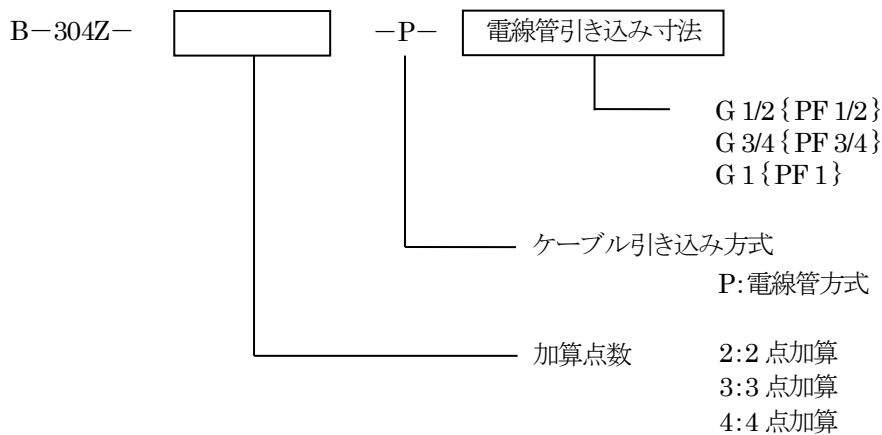 B−304Z− −P− 電線管引き込み寸法
G 1/2{PF 1/2}
G 3/4{PF 3/4}
G 1{PF 1}
ケーブル引き込み方式
P:電線管方式
加算点数 2:2 点加算
3:3 点加算
4:4 点加算